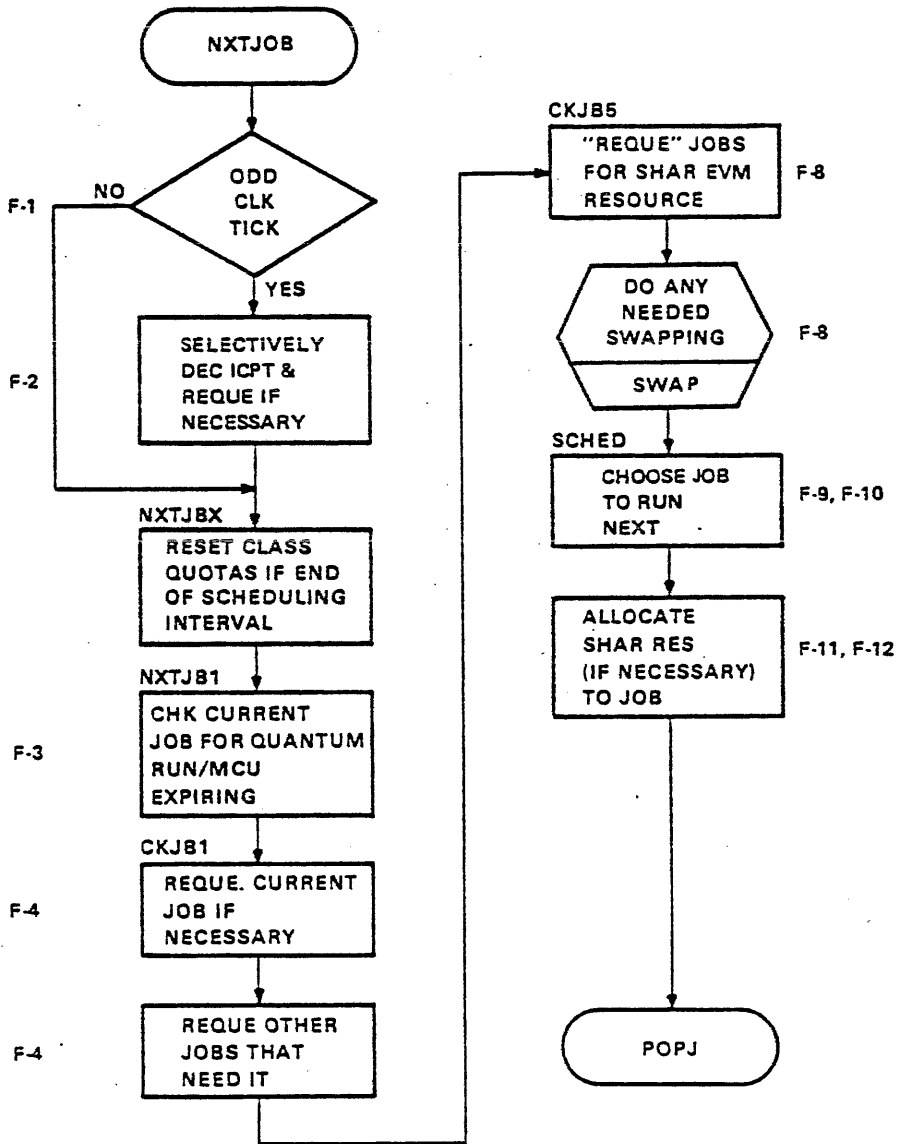 NXTJOB
F-1
NO
ODD
CLK
TICK
YES
F-2
SELECTIVELY
DEC ICPT &
REQUE IF
NECESSARY
NXTJBX
RESET CLASS
QUOTAS IF END
OF SCHEDULING
INTERVAL
NXTJB1
F-3
CHK CURRENT
JOB FOR QUANTUM
RUN/MCU
EXPIRING
CKJB1
F-4
REQUE. CURRENT
JOB IF
NECESSARY
F-4
REQUE OTHER
JOBS THAT
NEED IT
CKJB5
"REQUE" JOBS
FOR SHAR EVM
RESOURCE
F-8
DO ANY
NEEDED
SWAPPING
F-8
SWAP
SCHED
CHOOSE JOB
TO RUN
NEXT
F-9, F-10
ALLOCATE
SHAR RES
(IF NECESSARY)
TO JOB
F-11, F-12
POPJ